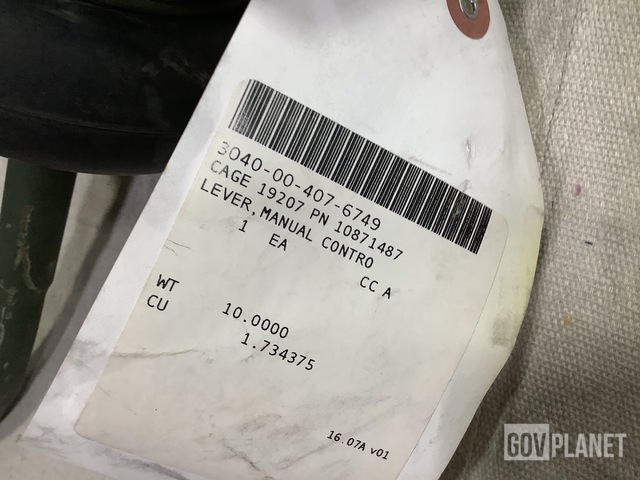 3040-00-407-6749
CAGE 19207 PN 10871487
LEVER,MANUAL CONTRO
1 EA CC A
WT 10.0000
CU 1.734375
16.07A v01
GOVPLANET